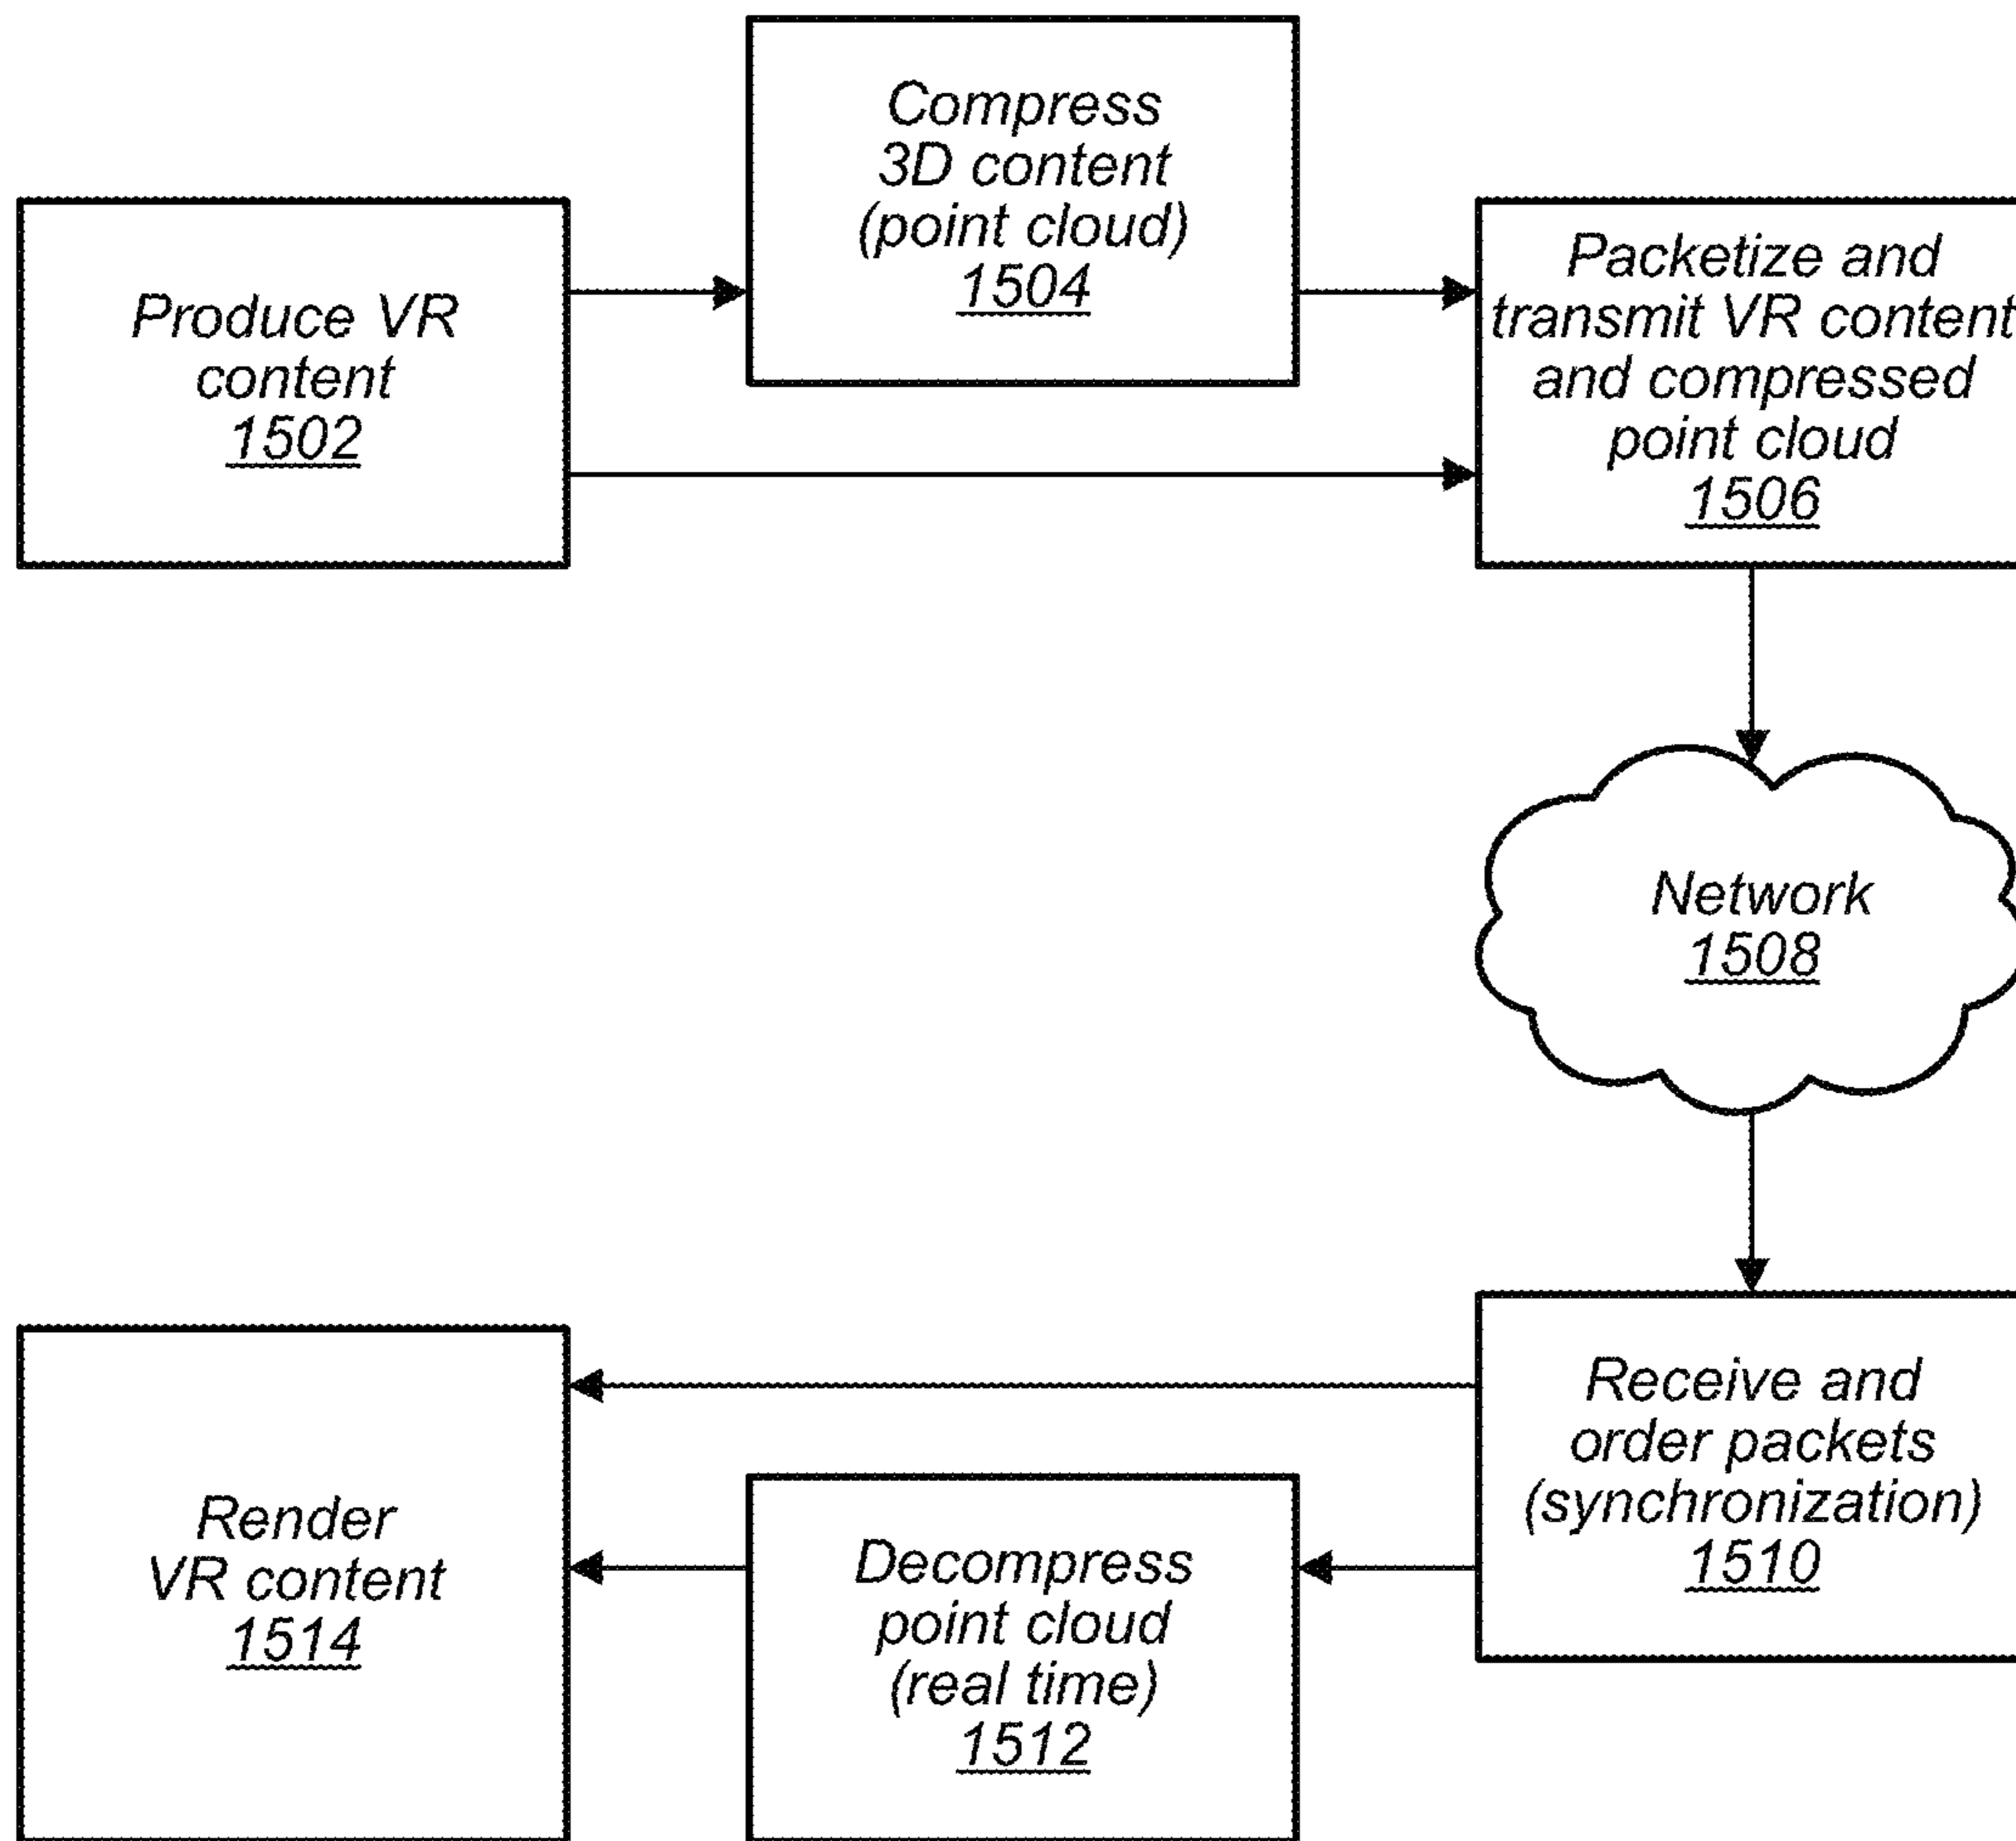 Compress
3D content
(point cloud)
1504
Produce VR
content
1502
Packetize and
transmit VR content
and compressed
point cloud
1506
Network
1508
Receive and
order packets
(synchronization)
1510
Decompress
point cloud
(real time)
1512
Render
VR content
1514